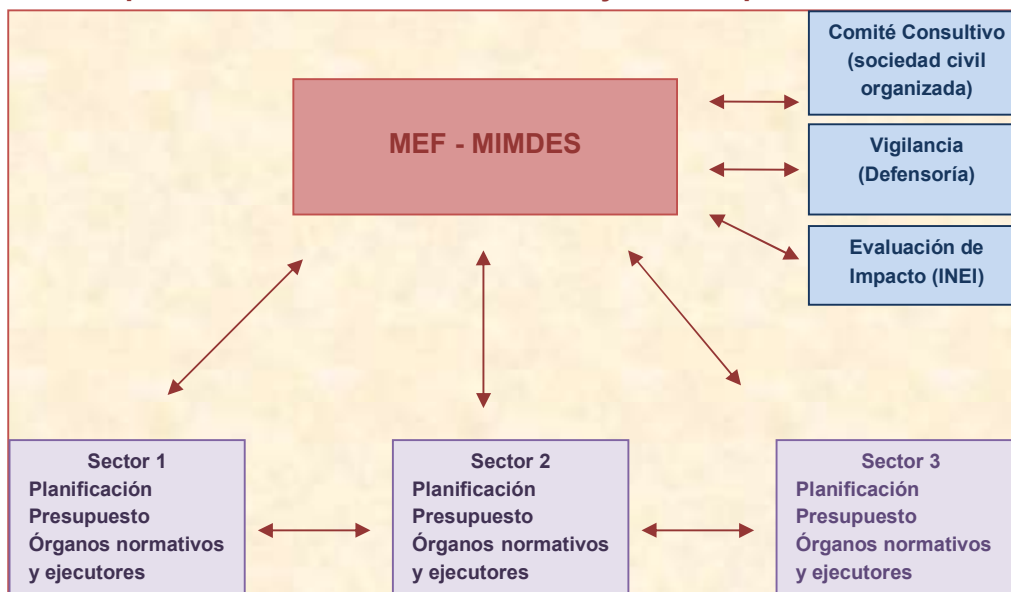 Comité Consultivo
(sociedad civil
organizada)
MEF - MIMDES
Vigilancia
(Defensoría)
Evaluación de
Impacto (INEI)
Sector 1
Planificación
Presupuesto
Órganos normativos
y ejecutores
Sector 2
Planificación
Presupuesto
Órganos normativos
y ejecutores
Sector 3
Planificación
Presupuesto
Órganos normativos
y ejecutores